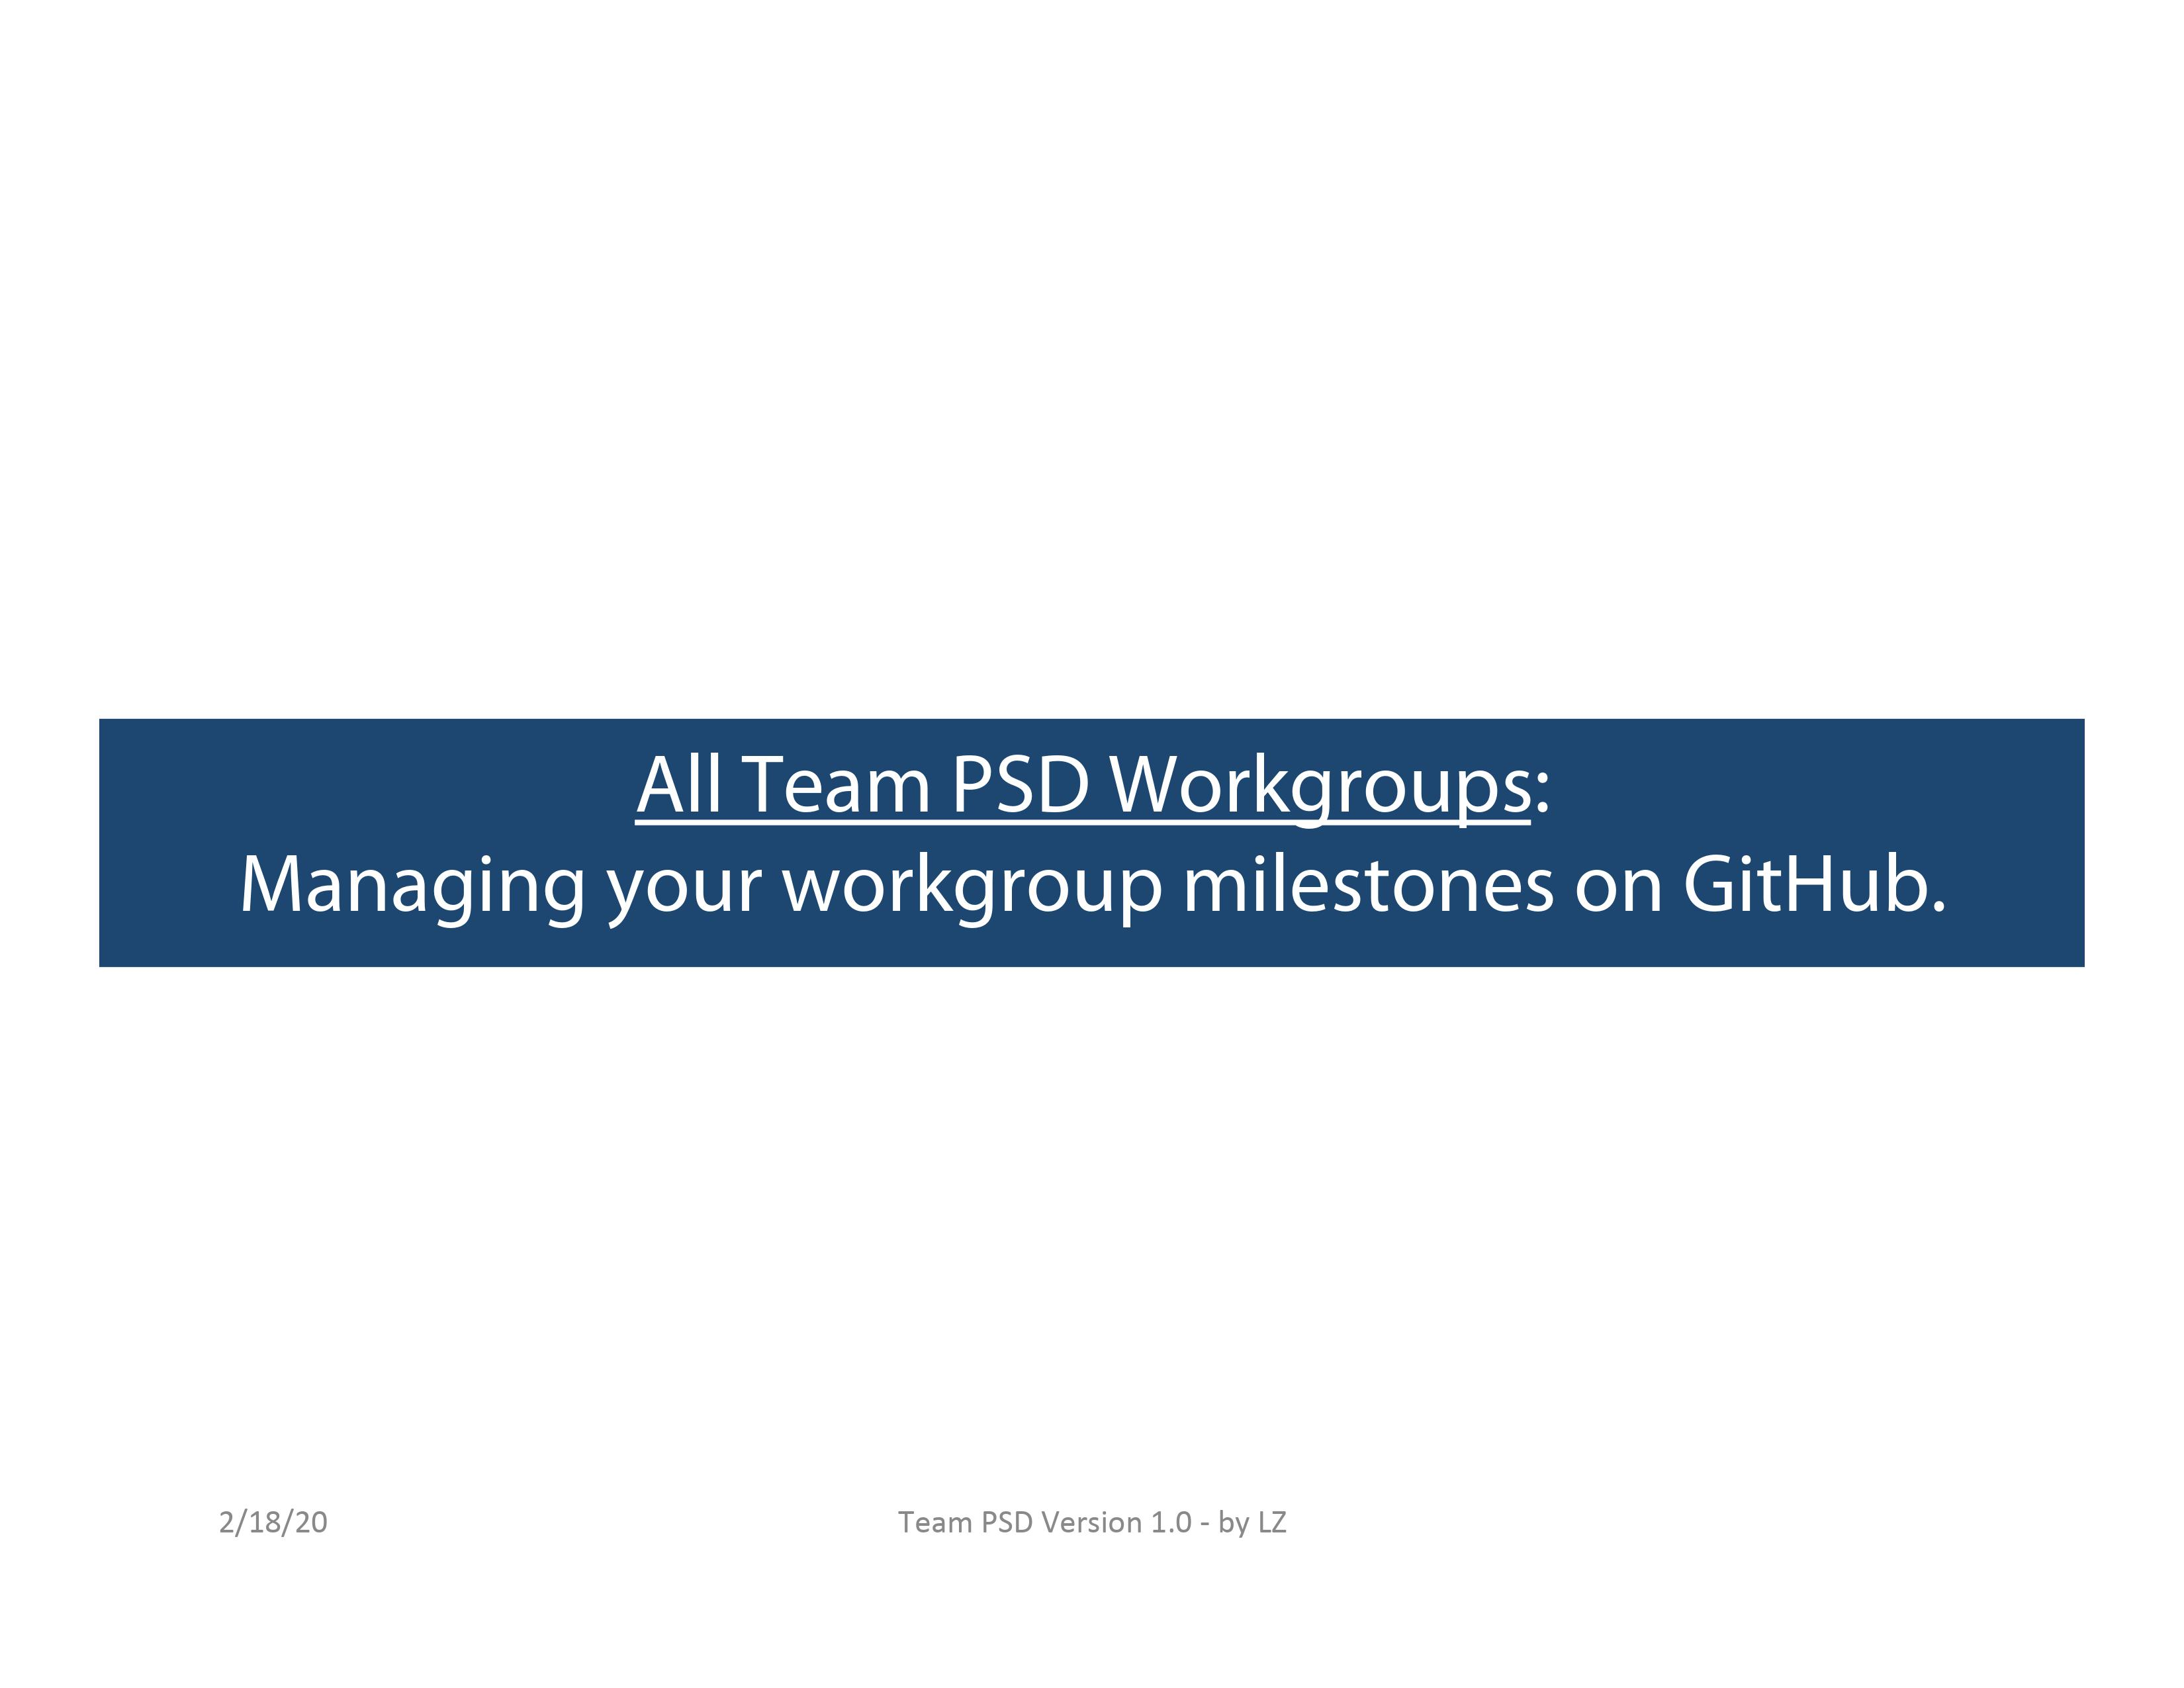 All Team PSD Workgroups:
Managing your workgroup milestones on GitHub.
2/18/20
Team PSD Version 1.0 - by LZ